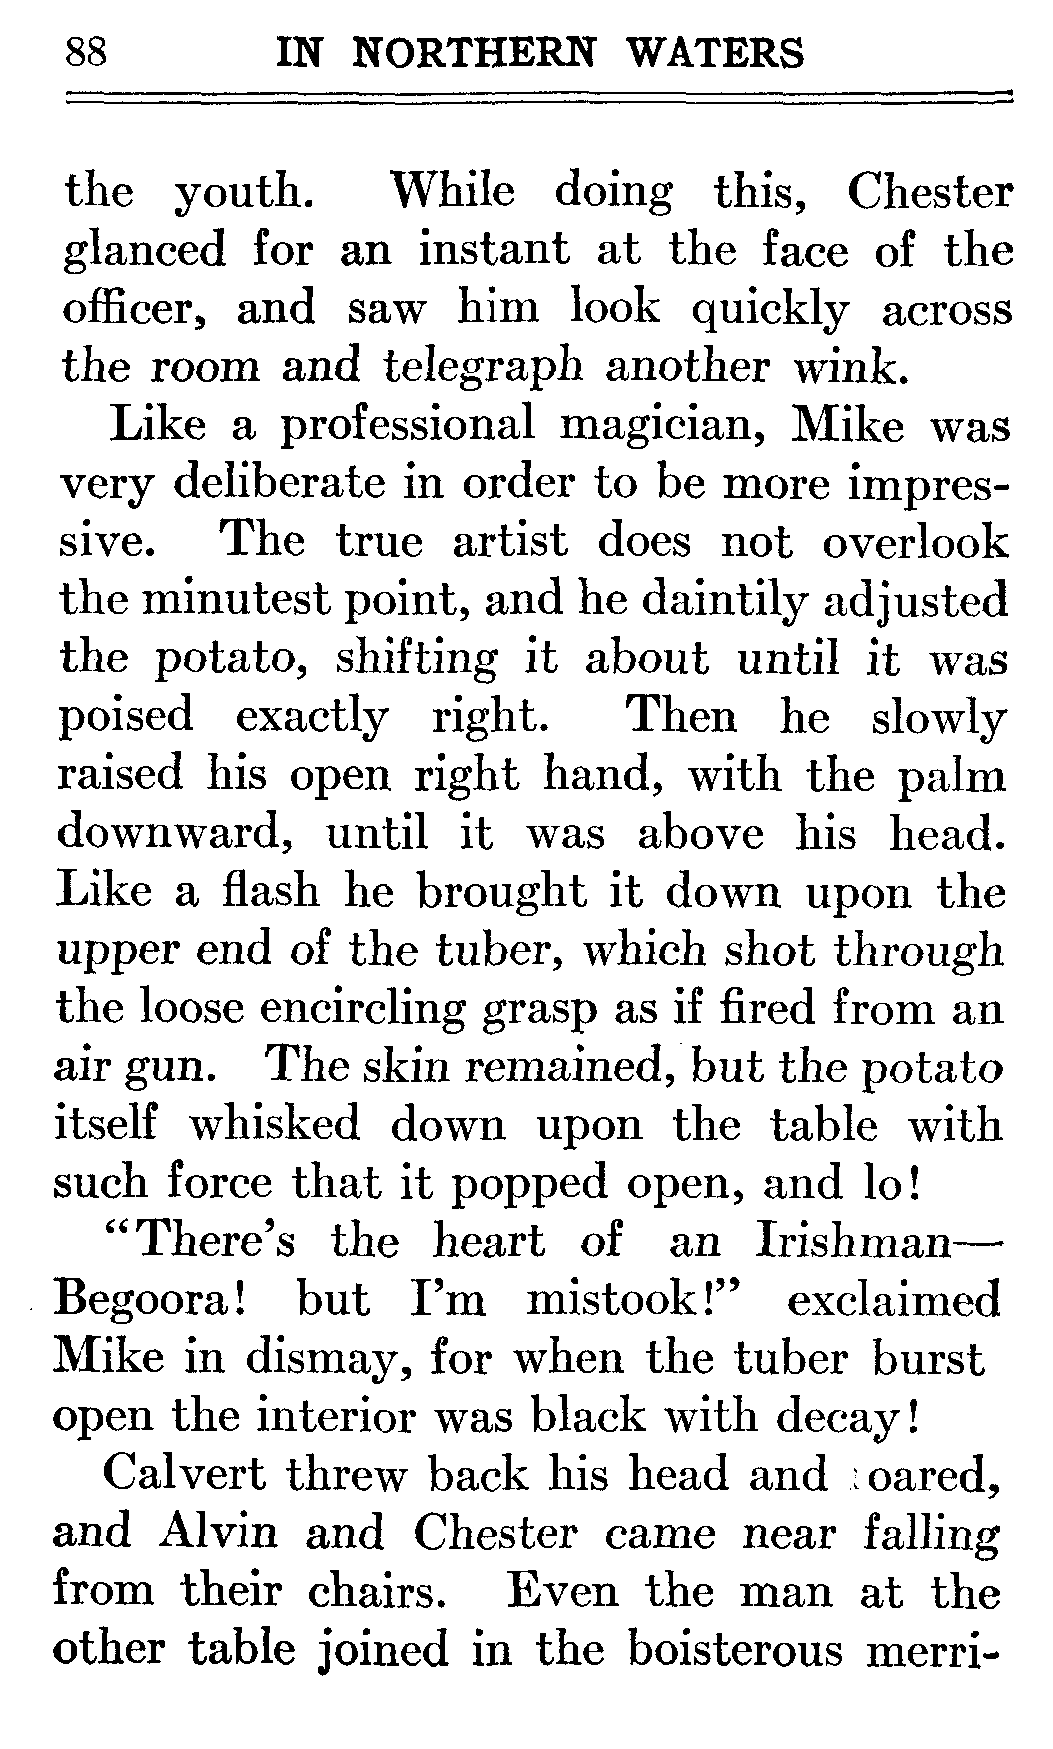 88 IN NORTHERN WATERS
the youth. While doing this, Chester
glanced for an instant at the face of the
officer, and saw him look quickly across
the room and telegraph another wink.
Like a professional magician, Mike was
very deliberate in order to be more impres-
sive. The true artist does not overlook
the minutest point, and he daintily adjusted
the potato, shifting it about until it was
poised exactly right. Then he slowly
raised his open right hand, with the palm
downward, until it was above his head.
Like a flash he brought it down upon the
upper end of the tuber, which shot through
the loose encircling grasp as if fired from an
air gun. The skin remained, but the potato
itself whisked down upon the table with
such force that it popped open, and lo!
"There's the heart of an Irishman—
Begoora! but I'm mistook!" exclaimed
Mike in dismay, for when the tuber burst
open the interior was black with decay!
Calvert threw back his head and roared,
and Alvin and Chester came near falling
from their chairs. Even the man at the
other table joined in the boisterous merri-